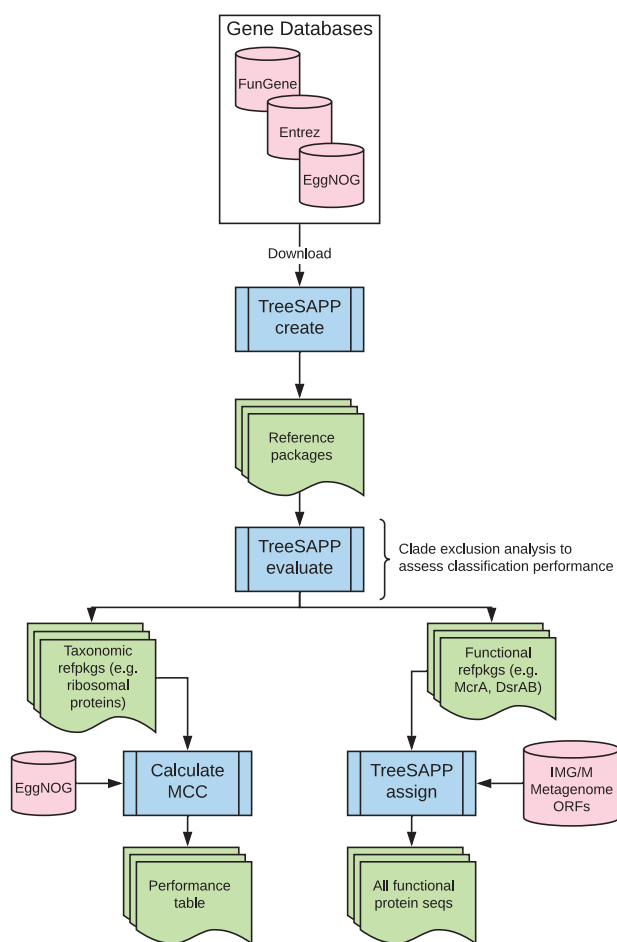 Gene Databases
FunGene
Entrez
EggNOG
Download
TreeSAPP
create
Reference
packages
TreeSAPP
evaluate
Clade exclusion analysis to
assess classification performance
Taxonomic
refpkgs (e.g.
ribosomal
proteins)
Functional
refpkgs (e.g.
McrA, DsrAB)
EggNOG
Calculate
MCC
TreeSAPP
assign
IMG/M
Metagenome
ORFs
Performance
table
All functional
protein seqs